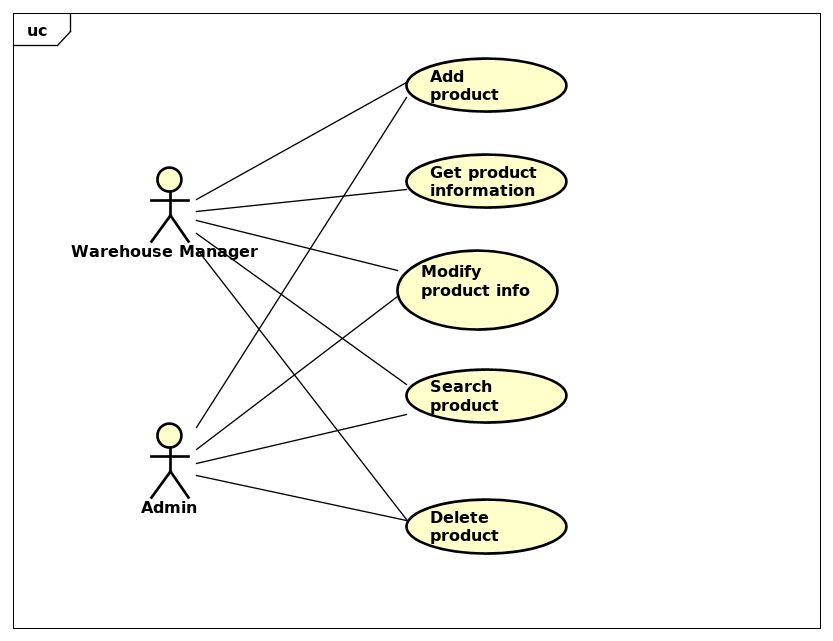 uc
Add
product
Get product
information
Warehouse Manager
Modify
product info
Search
product
Admin
Delete
product